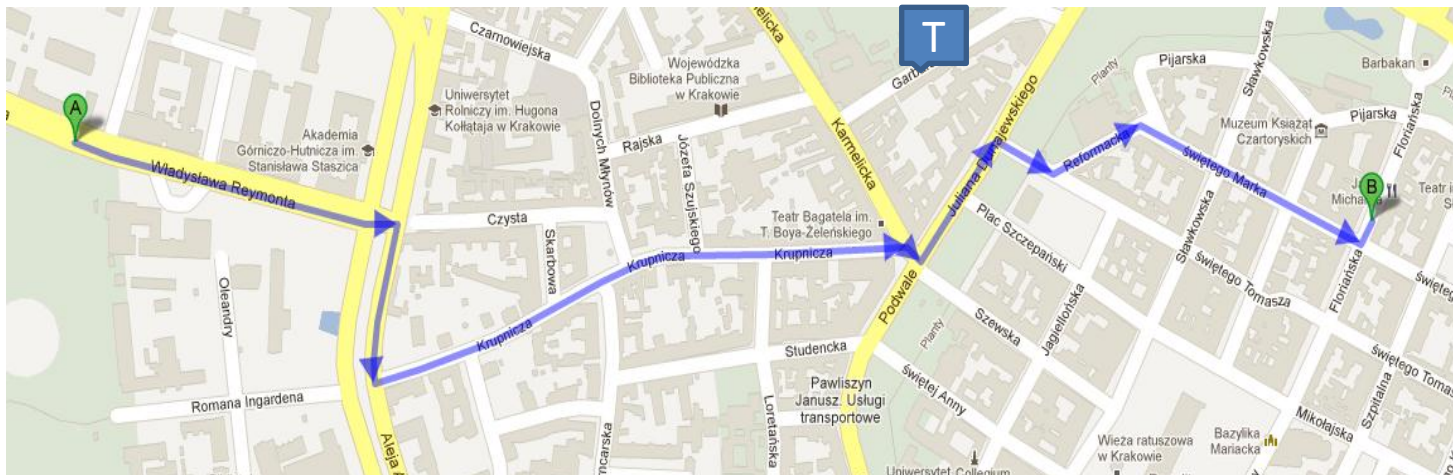 T
Czarnowiejska
Karmelicka
Sławkowska
Wojewódzka
Biblioteka Publiczna
w Krakowie
Pijarska
Barbakan
Planty
A
Uniwersytet
Rolniczy im. Hugona
Kołłątaja w Krakowie
Akademia
Górniczo-Hutnicza im.
Stanisława Staszica
Dolnych Młynów
Rajska
Józefa Szujskiego
Karmelicka
Juliana Dunajewskiego
Reformacka
Muzeum Książąt
Czartoryskich
Pijarska
Floriańska
Władysława Reymonta
świętego Marka
B
Czysta
Skarbowa
Teatr Bagatela im.
T. Boya-Żeleńskiego
Plac Szczepański
Sławkowska
Krupnicza
Krupnicza
Krupnicza
Podwale
świętego Tomasza
Floriańska
Oleandry
Szewska
Jagiellońska
Planty
Studencka
świętej Anny
świętego Tomasza
Szpitalna
Romana Ingardena
Pawliszyn
Janusz. Usługi
transportowe
Loretańska
Mikołajska
Wieża ratuszowa
w Krakowie
Bazylika
Mariacka
Aleja
Uniwersytet Collegium